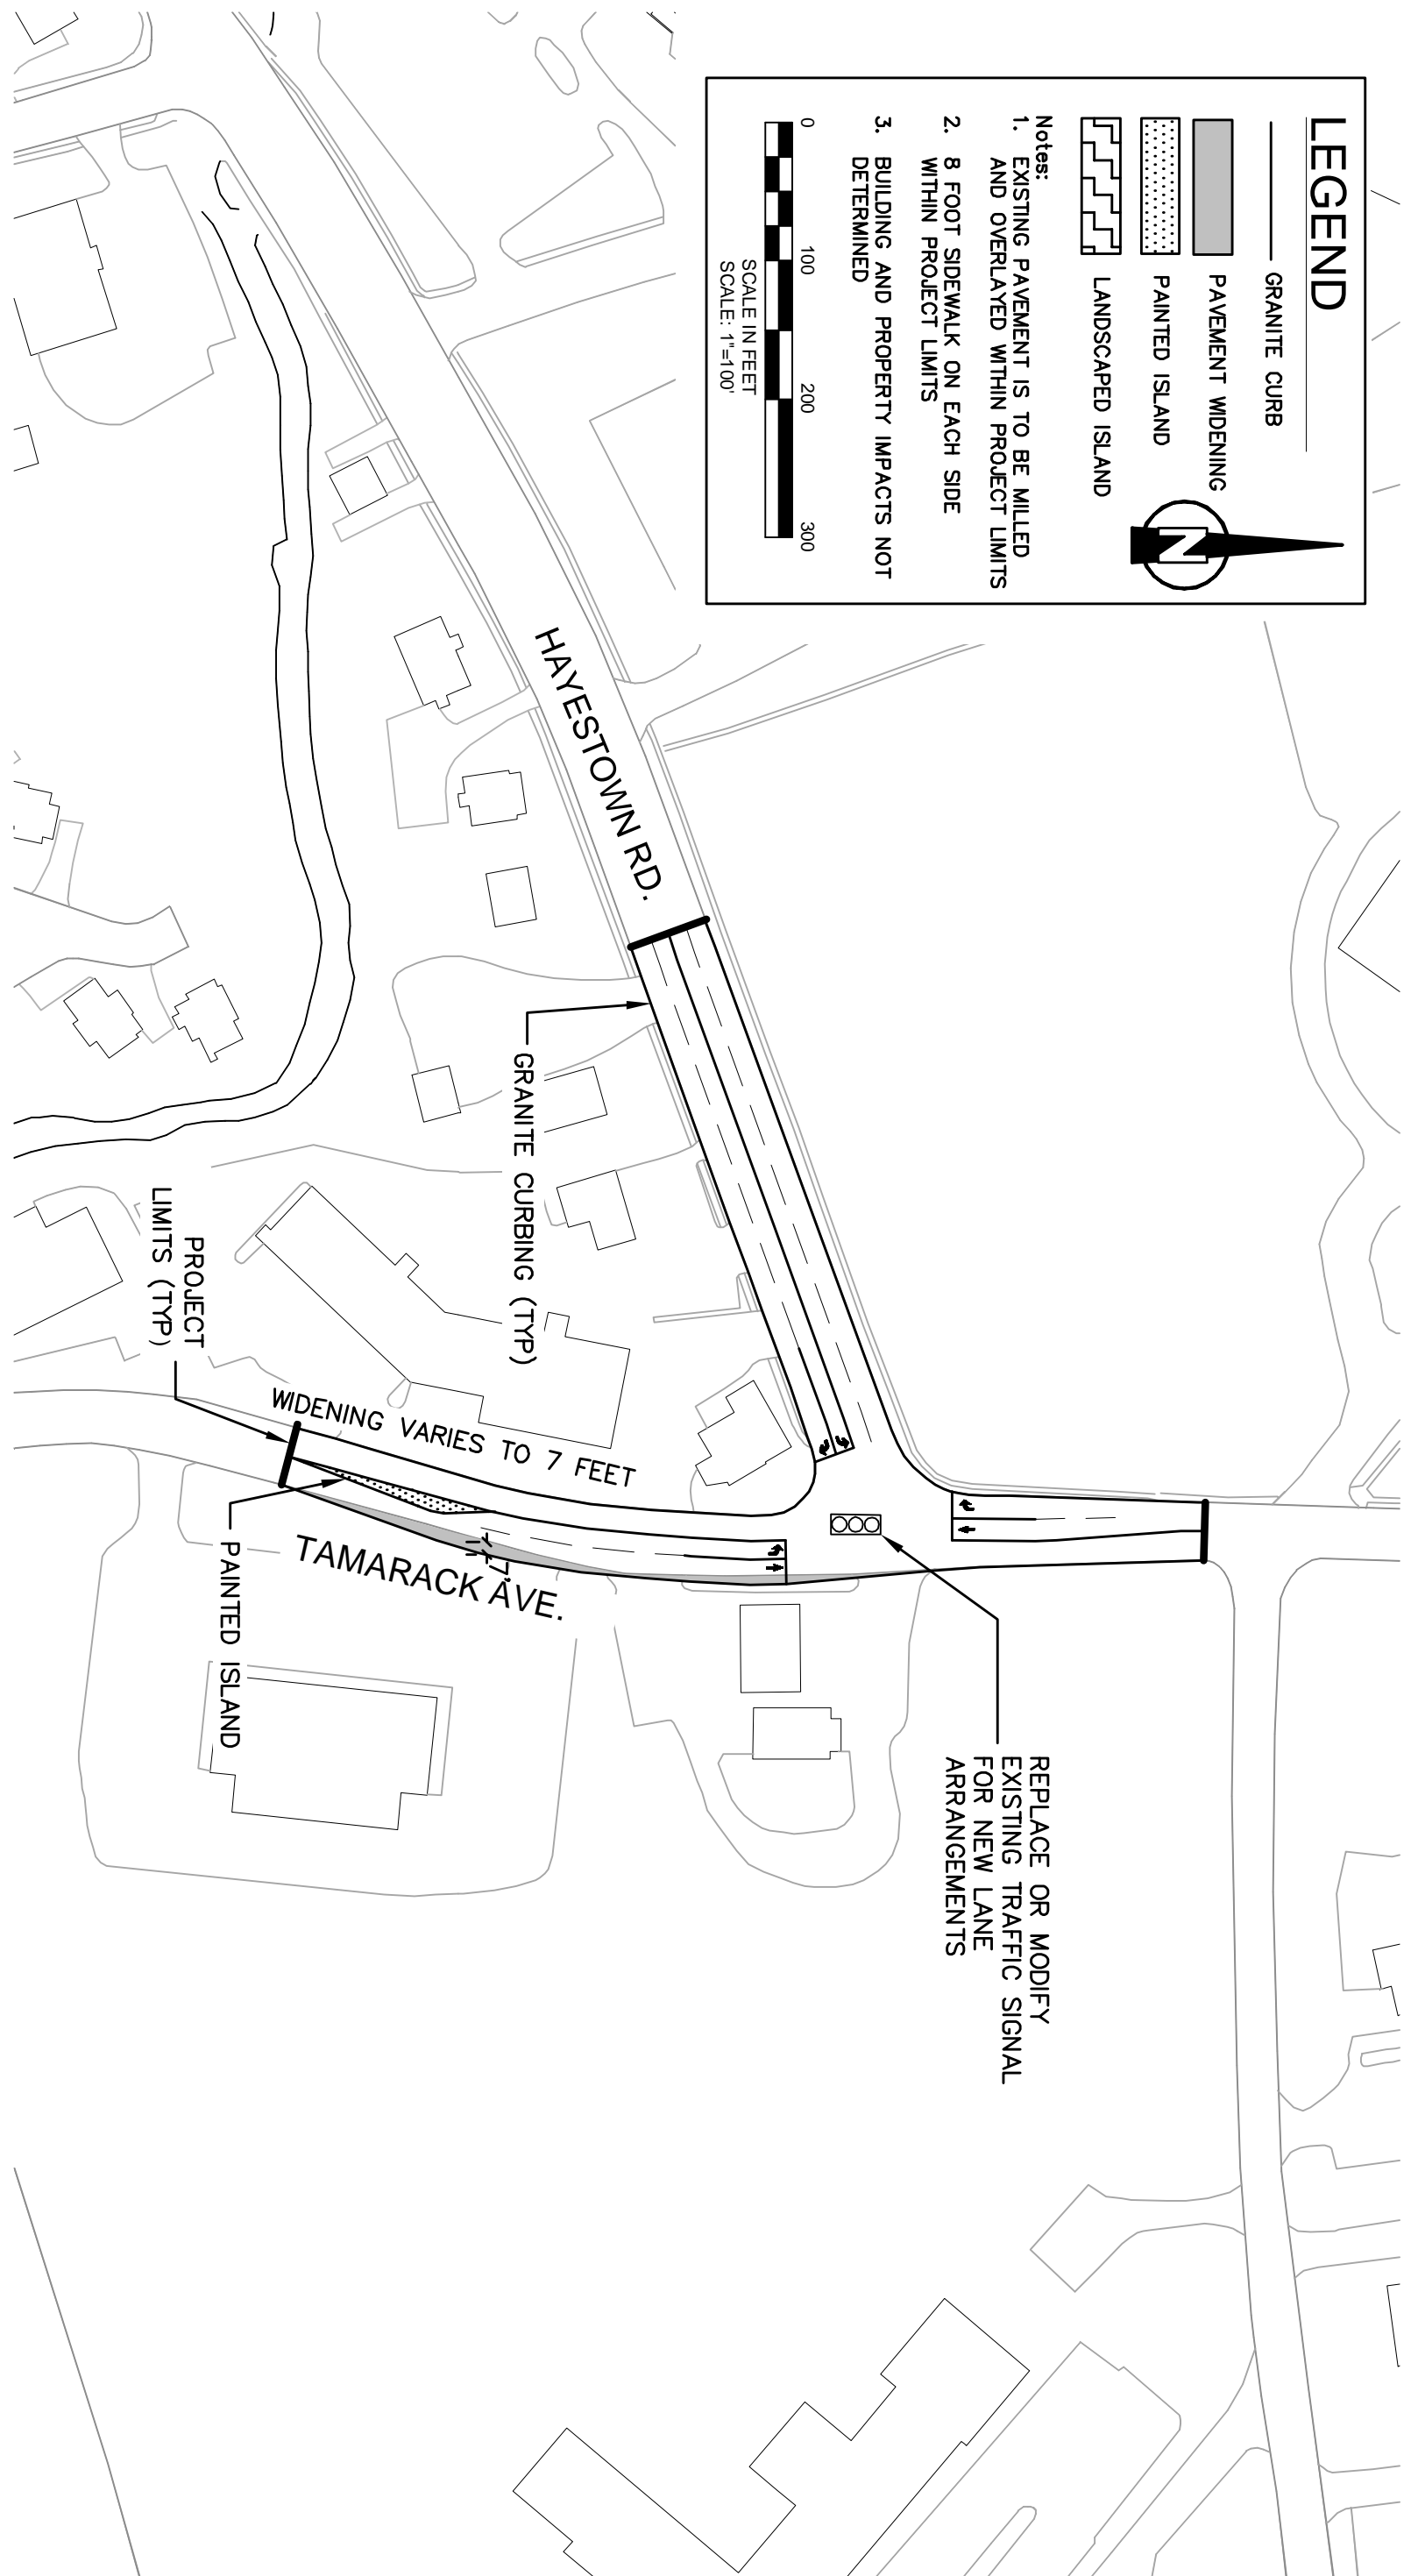 LEGEND
GRANITE CURB
PAVEMENT WIDENING
PAINTED ISLAND
LANDSCAPED ISLAND
N
Notes:
1. EXISTING PAVEMENT IS TO BE MILLED
AND OVERLAYED WITHIN PROJECT LIMITS
2. 8 FOOT SIDEWALK ON EACH SIDE
WITHIN PROJECT LIMITS
3. BUILDING AND PROPERTY IMPACTS NOT
DETERMINED
0 100 200 300
SCALE IN FEET
SCALE: 1"=100'
HAYESTOWN RD.
GRANITE CURBING (TYP)
PROJECT
LIMITS (TYP)
WIDENING VARIES TO 7 FEET
7'
TAMARACK AVE.
PAINTED ISLAND
REPLACE OR MODIFY
EXISTING TRAFFIC SIGNAL
FOR NEW LANE
ARRANGEMENTS